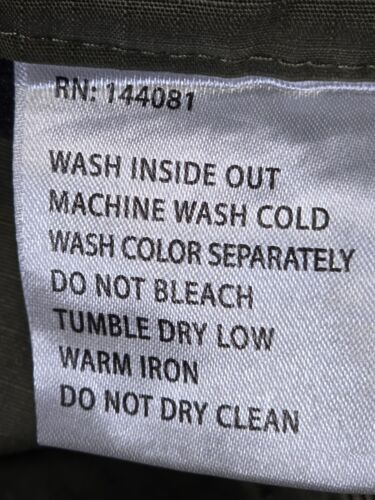 RN: 144081
WASH INSIDE OUT
MACHINE WASH COLD
WASH COLOR SEPARATELY
DO NOT BLEACH
TUMBLE DRY LOW
WARM IRON
DO NOT DRY CLEAN